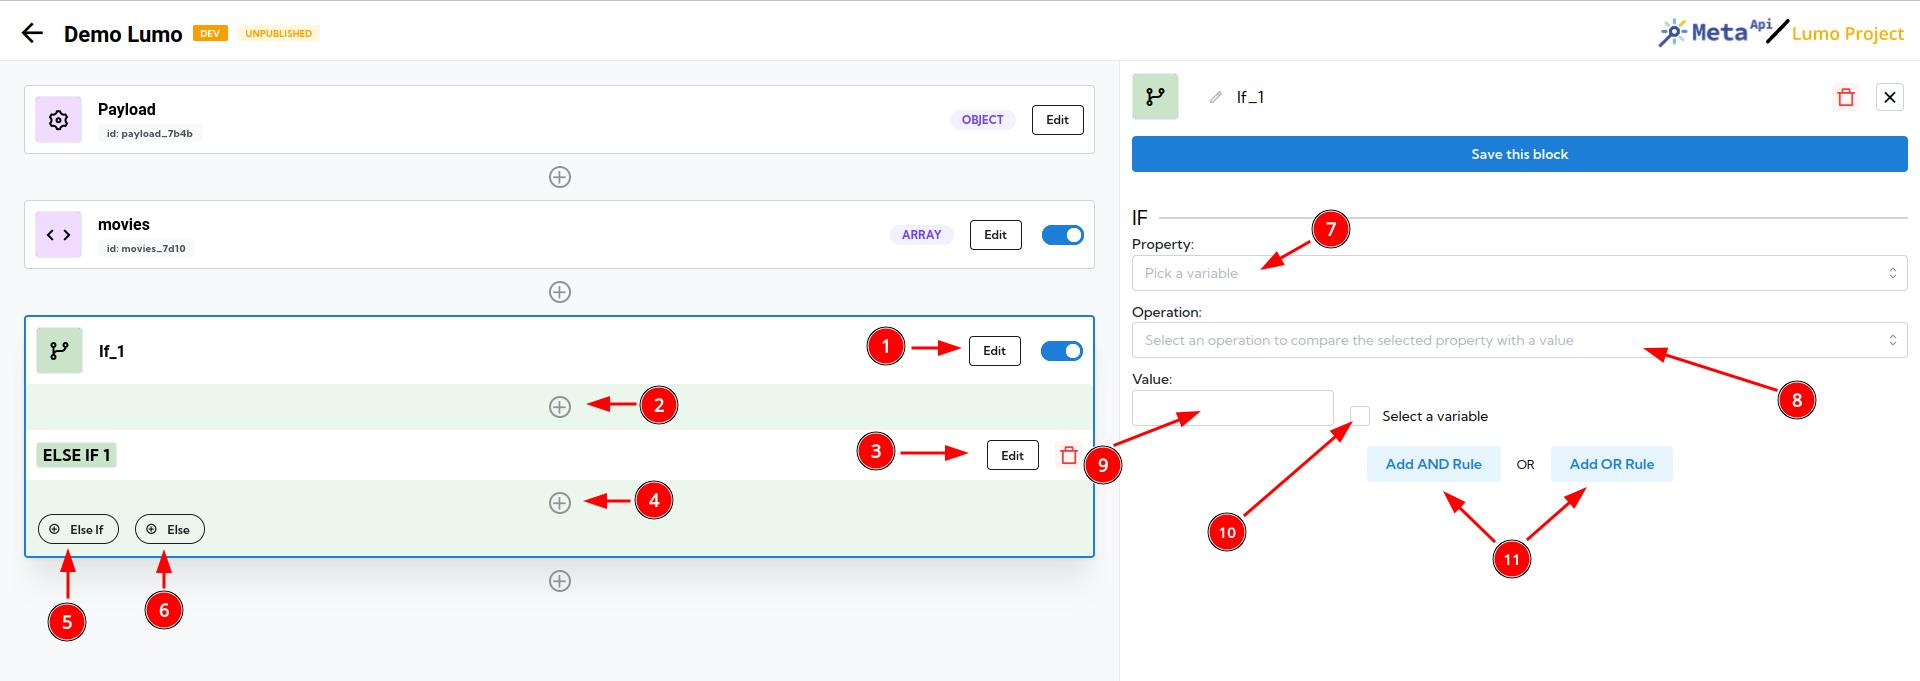 Demo Lumo DEV UNPUBLISHED
Meta Api / Lumo Project
Payload
id: payload_7b4b
OBJECT Edit
movies
id: movies_7d10
ARRAY Edit
If_1
1 Edit
2
ELSE IF 1
3 Edit
4
Else If Else
5 6
If_1
Save this block
IF
7
Property:
Pick a variable
Operation:
Select an operation to compare the selected property with a value
8
Value:
Select a variable
9
Add AND Rule OR Add OR Rule
10
11